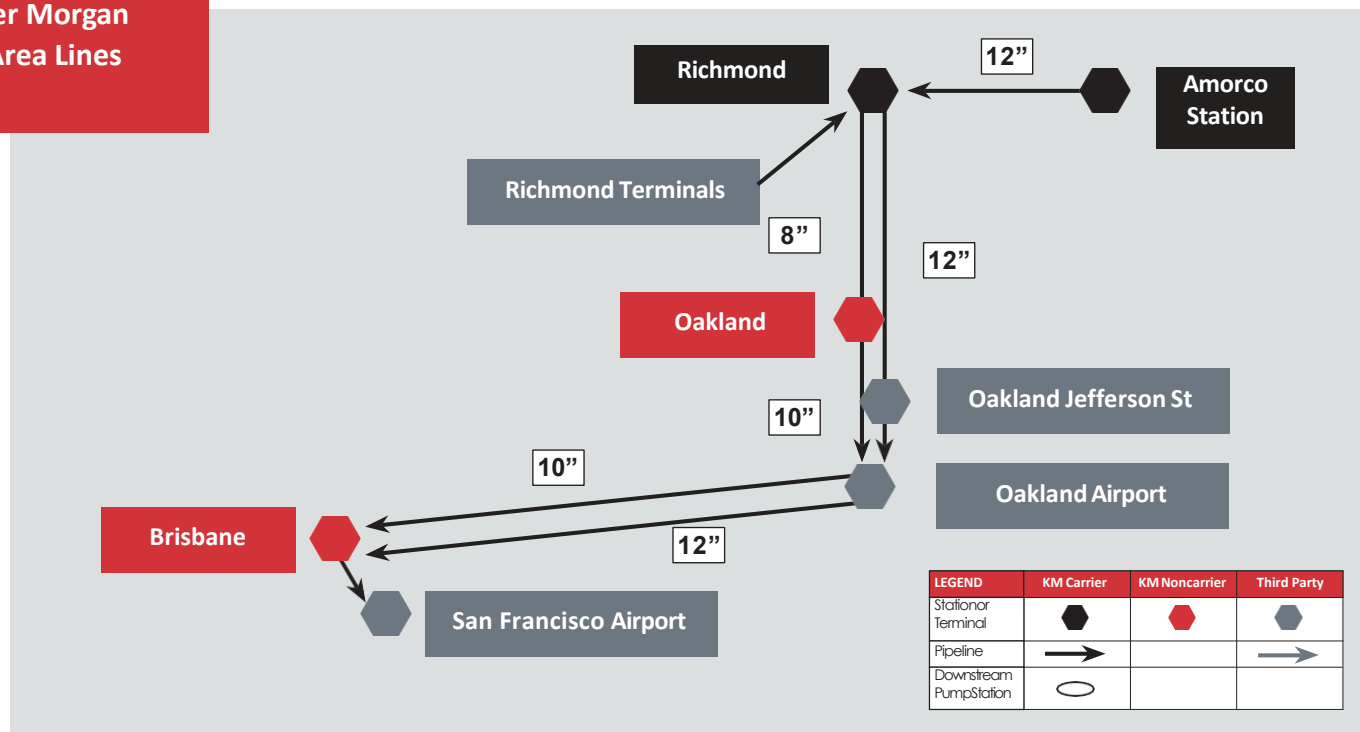 er Morgan
Area Lines
Richmond
12”
Amorco
Station
Richmond Terminals
8”
12”
Oakland
Oakland Jefferson St
10”
10”
Oakland Airport
Brisbane
12”
San Francisco Airport
LEGEND KM Carrier KM Noncarrier Third Party
Stationor
Terminal
Pipeline
Downstream
PumpStation